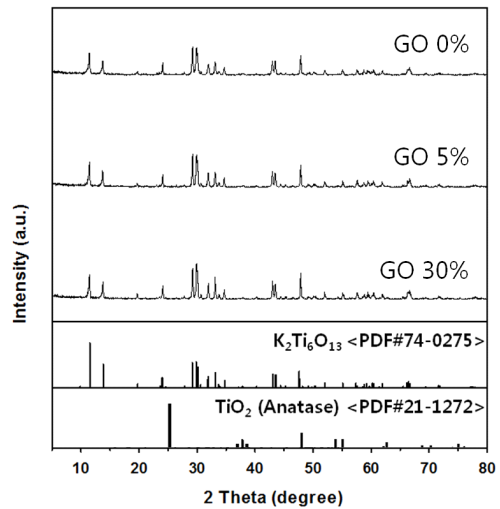 GO 0%
GO 5%
GO 30%
Intensity (a.u.)
K₂Ti₆O₁₃ <PDF#74-0275>
TiO₂ (Anatase) <PDF#21-1272>
10 20 30 40 50 60 70 80
2 Theta (degree)